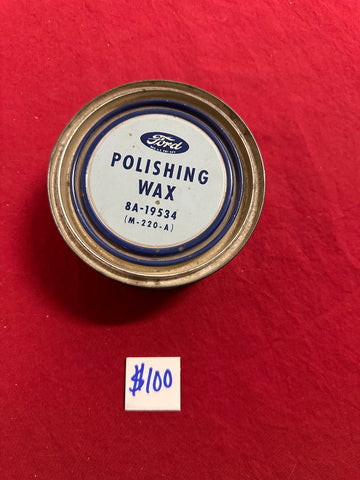 Ford
POLISHING
WAX
8A-19534
(M-220-A)
$100